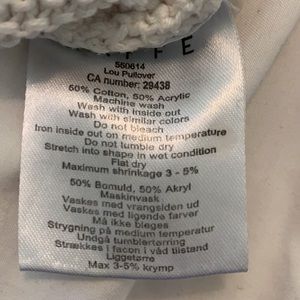 560614
Lou Pullover
CA number: 29438
50% Cotton, 50% Acrylic
Machine wash
Wash with inside out
Wash with similar colors
Do not bleach
Iron inside out on medium temperature
Do not tumble dry
Stretch into shape in wet condition
Flat dry
Maximum shrinkage 3 - 5%
50% Bomuld, 50% Akryl
Maskinvask
Vaskes med vrangsiden ud
Vaskes med lignende farver
Må ikke bleges
Strygning på medium temperatur
Undgå tumblertørring
Strækkes i facon i våd tilstand
Liggetørre
Max 3-5% krymp